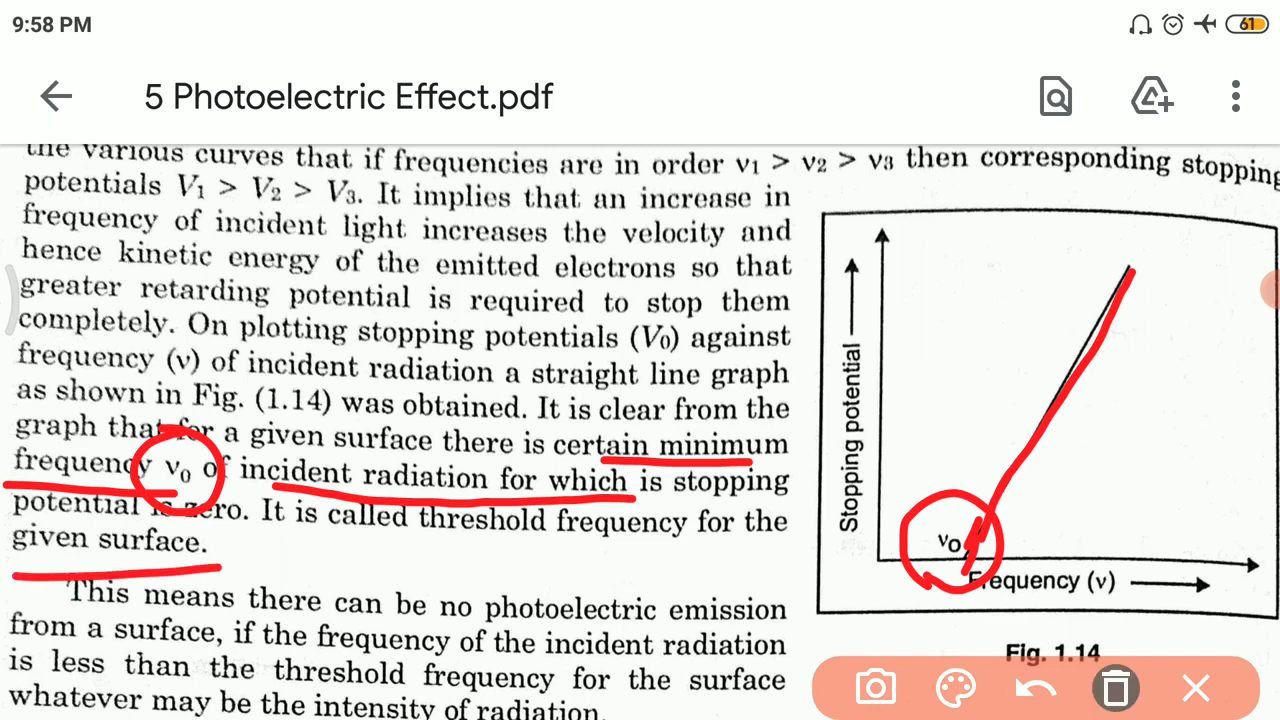 9:58 PM
61
5 Photoelectric Effect.pdf
the various curves that if frequencies are in order ν1 > ν2 > ν3 then corresponding stopping
potentials V1 > V2 > V3. It implies that an increase in
frequency of incident light increases the velocity and
hence kinetic energy of the emitted electrons so that
greater retarding potential is required to stop them
completely. On plotting stopping potentials (V0) against
frequency (ν) of incident radiation a straight line graph
as shown in Fig. (1.14) was obtained. It is clear from the
graph that for a given surface there is certain minimum
frequency ν0 of incident radiation for which is stopping
potential is zero. It is called threshold frequency for the
given surface.
This means there can be no photoelectric emission
from a surface, if the frequency of the incident radiation
is less than the threshold frequency for the surface
whatever may be the intensity of radiation.
Stopping potential
ν0
Frequency (ν)
Fig. 1.14